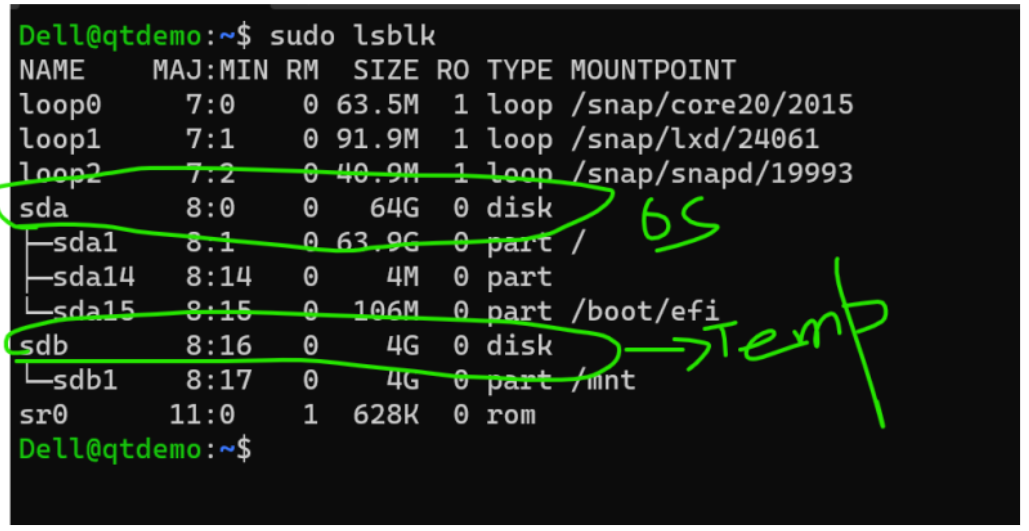 Dell@qtdemo:~$ sudo lsblk
NAME MAJ:MIN RM SIZE RO TYPE MOUNTPOINT
loop0 7:0 0 63.5M 1 loop /snap/core20/2015
loop1 7:1 0 91.9M 1 loop /snap/lxd/24061
loop2 7:2 0 40.9M 1 loop /snap/snapd/19993
sda 8:0 0 64G 0 disk OS
├─sda1 8:1 0 63.9G 0 part /
├─sda14 8:14 0 4M 0 part
└─sda15 8:15 0 106M 0 part /boot/efi
sdb 8:16 0 4G 0 disk → Temp
└─sdb1 8:17 0 4G 0 part /mnt
sr0 11:0 1 628K 0 rom
Dell@qtdemo:~$